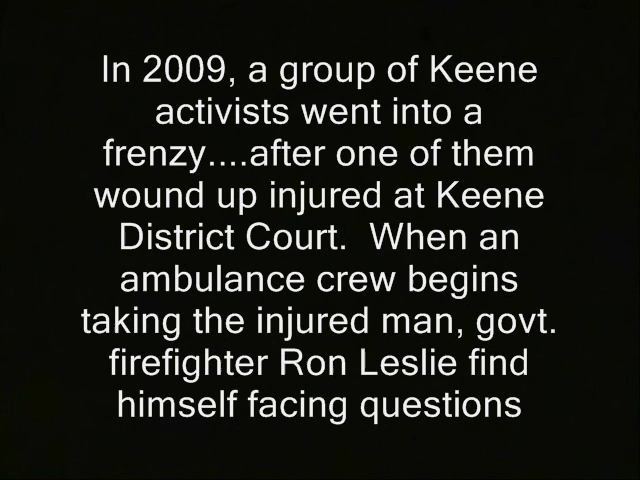 In 2009, a group of Keene
activists went into a
frenzy....after one of them
wound up injured at Keene
District Court.  When an
ambulance crew begins
taking the injured man, govt.
firefighter Ron Leslie find
himself facing questions